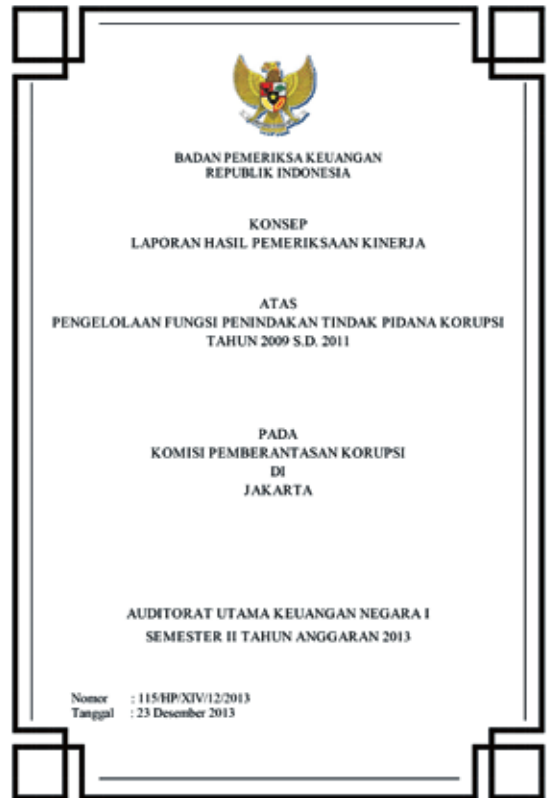 BADAN PEMERIKSA KEUANGAN
REPUBLIK INDONESIA
KONSEP
LAPORAN HASIL PEMERIKSAAN KINERJA
ATAS
PENGELOLAAN FUNGSI PENINDAKAN TINDAK PIDANA KORUPSI
TAHUN 2009 S.D. 2011
PADA
KOMISI PEMBERANTASAN KORUPSI
DI
JAKARTA
AUDITORAT UTAMA KEUANGAN NEGARA I
SEMESTER II TAHUN ANGGARAN 2013
Nomor : 115/HP/XIV/12/2013
Tanggal : 23 Desember 2013